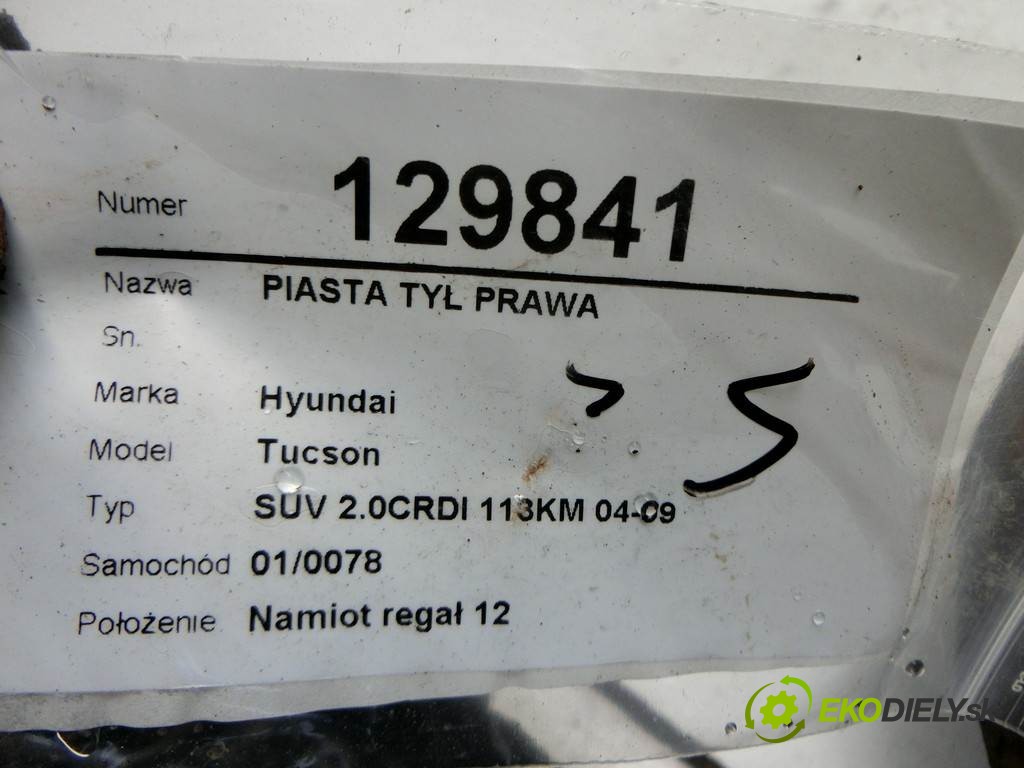 Numer 129841
Nazwa PIASTA TYŁ PRAWA
Sn.
Marka Hyundai
Model Tucson
Typ SUV 2.0CRDI 113KM 04-09
Samochód 01/0078
Położenie Namiot regał 12
EKODIELY.sk